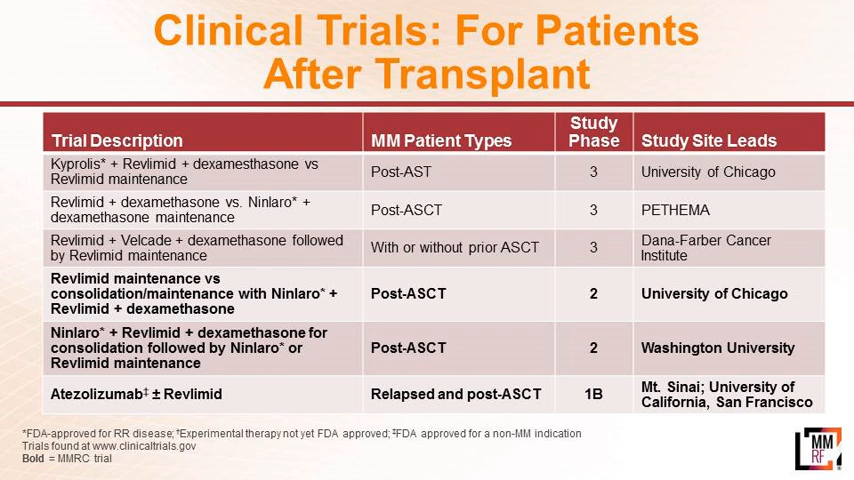 Clinical Trials: For Patients
After Transplant
Trial Description
MM Patient Types
Study
Phase
Study Site Leads
Kyprolis* + Revlimid + dexamesthasone vs
Revlimid maintenance
Post-AST
3
University of Chicago
Revlimid + dexamethasone vs. Ninlaro* +
dexamethasone maintenance
Post-ASCT
3
PETHEMA
Revlimid + Velcade + dexamethasone followed
by Revlimid maintenance
With or without prior ASCT
3
Dana-Farber Cancer
Institute
Revlimid maintenance vs
consolidation/maintenance with Ninlaro* +
Revlimid + dexamethasone
Post-ASCT
2
University of Chicago
Ninlaro* + Revlimid + dexamethasone for
consolidation followed by Ninlaro* or
Revlimid maintenance
Post-ASCT
2
Washington University
Atezolizumab‡ ± Revlimid
Relapsed and post-ASCT
1B
Mt. Sinai; University of
California, San Francisco
*FDA-approved for RR disease; †Experimental therapy not yet FDA approved; ‡FDA approved for a non-MM indication
Trials found at www.clinicaltrials.gov
Bold = MMRC trial
MM
RF